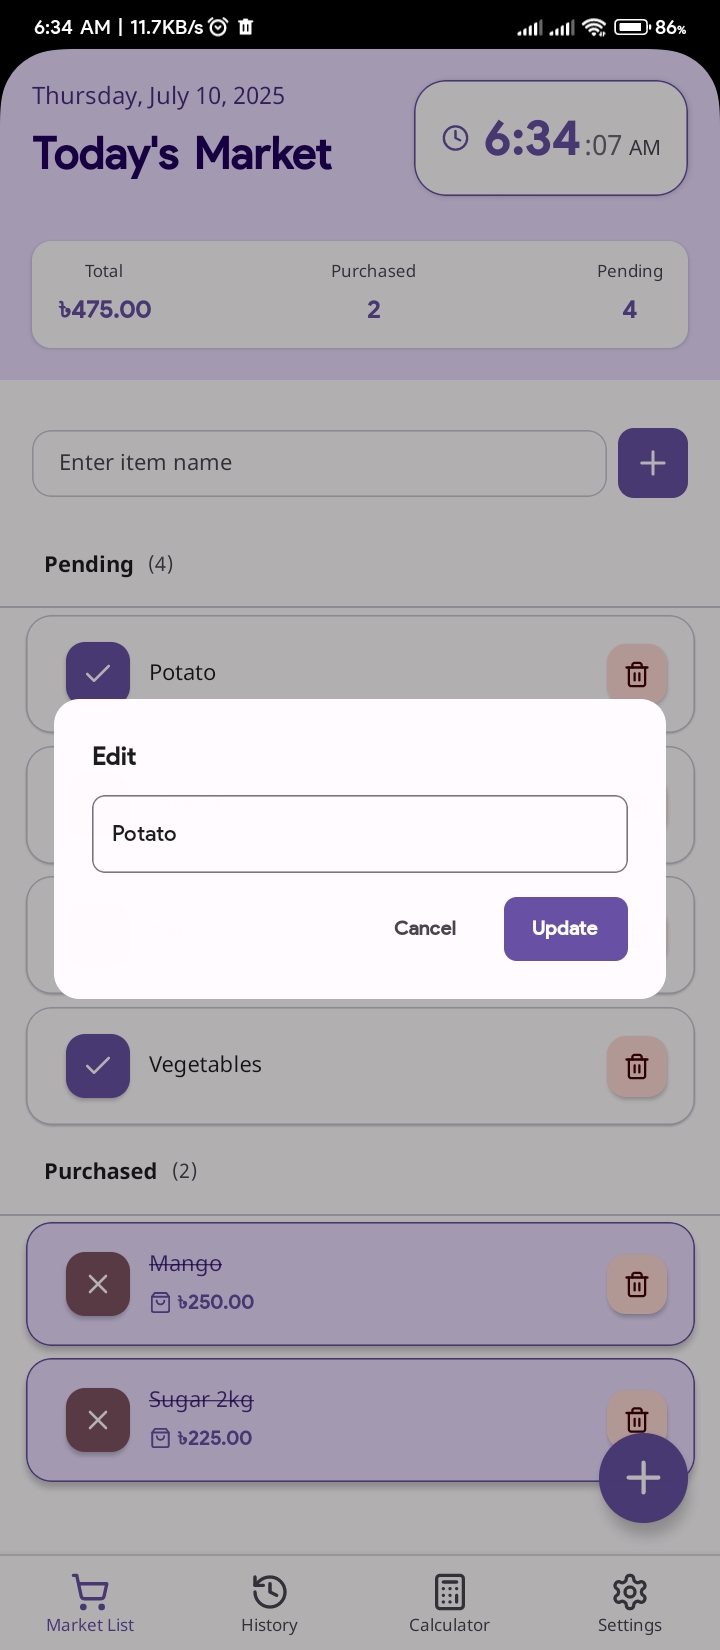 6:34 AM | 11.7KB/s 86%
Thursday, July 10, 2025
Today's Market
6:34:07 AM
Total Purchased Pending
৳475.00 2 4
Enter item name
Pending (4)
Potato
Edit
Potato
Cancel Update
Vegetables
Purchased (2)
Mango
৳250.00
Sugar 2kg
৳225.00
Market List History Calculator Settings